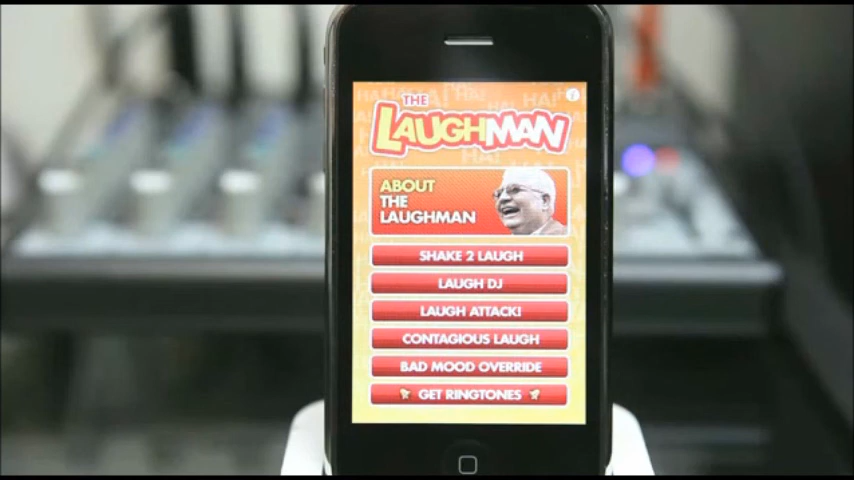 THE
LAUGHMAN
ABOUT
THE
LAUGHMAN
SHAKE 2 LAUGH
LAUGH DJ
LAUGH ATTACK!
CONTAGIOUS LAUGH
BAD MOOD OVERRIDE
GET RINGTONES